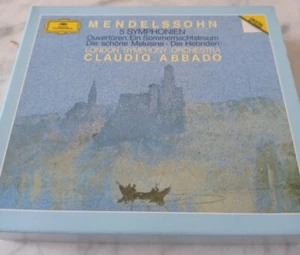 MENDELSSOHN
5 SYMPHONIEN
Ouvertüren: Ein Sommernachtstraum
Die schöne Melusine · Die Hebriden
LONDON SYMPHONY ORCHESTRA
CLAUDIO ABBADO